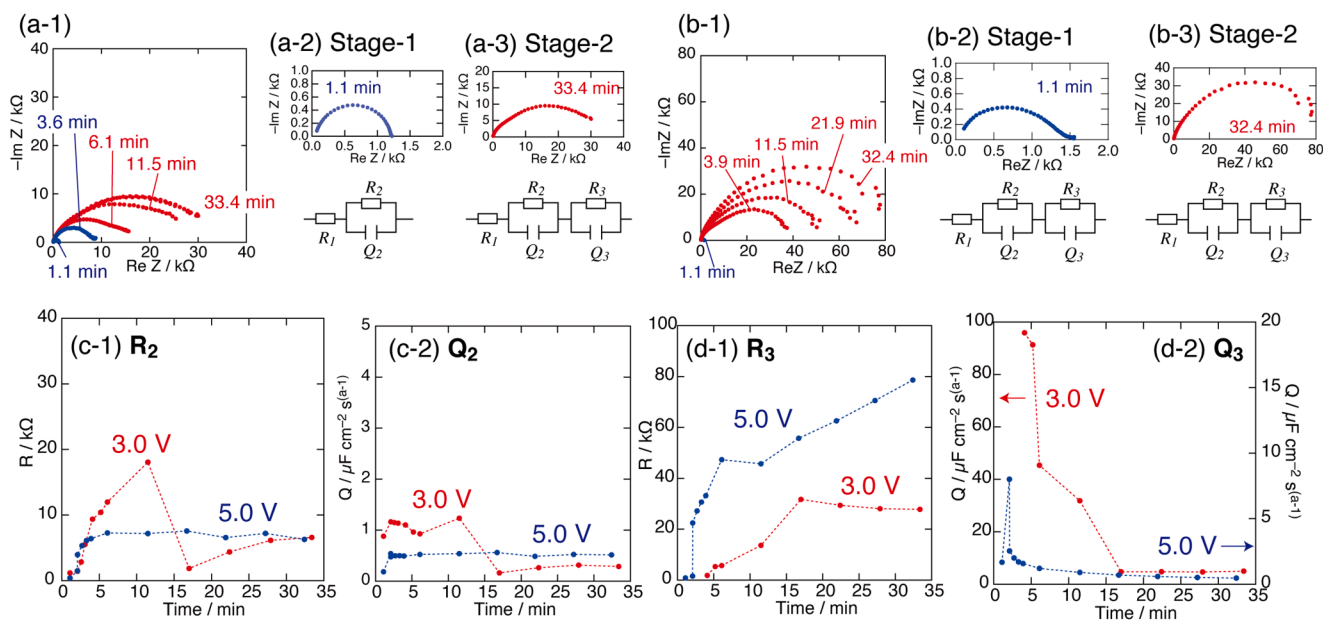 (a-1)
40
30
20
10
0
0 10 20 30 40
–Im Z / kΩ
Re Z / kΩ
3.6 min
6.1 min
11.5 min
33.4 min
1.1 min
(a-2) Stage-1
1.0
0.8
0.6
0.4
0.2
0.0
0.0 0.5 1.0 1.5 2.0
–Im Z / kΩ
Re Z / kΩ
1.1 min
R2
R1
Q2
(a-3) Stage-2
20
15
10
5
0
0 10 20 30 40
–Im Z / kΩ
Re Z / kΩ
33.4 min
R2 R3
R1
Q2 Q3
(b-1)
80
60
40
20
0
0 20 40 60 80
–ImZ / kΩ
ReZ / kΩ
21.9 min
11.5 min
3.9 min
32.4 min
1.1 min
(b-2) Stage-1
1.0
0.8
0.6
0.4
0.2
0.0
0.0 0.5 1.0 1.5 2.0
–ImZ / kΩ
ReZ / kΩ
1.1 min
R2 R3
R1
Q2 Q3
(b-3) Stage-2
40
30
20
10
0
0 20 40 60 80
–ImZ / kΩ
ReZ / kΩ
32.4 min
R2 R3
R1
Q2 Q3
(c-1) R2
40
30
20
10
0
R / kΩ
3.0 V
5.0 V
0 5 10 15 20 25 30 35
Time / min
(c-2) Q2
5
4
3
2
1
0
Q / μF cm–2 s(a-1)
3.0 V
5.0 V
0 5 10 15 20 25 30 35
Time / min
(d-1) R3
100
80
60
40
20
0
R / kΩ
5.0 V
3.0 V
0 5 10 15 20 25 30 35
Time / min
(d-2) Q3
100
80
60
40
20
0
Q / μF cm–2 s(a-1)
3.0 V
5.0 V
20
15
10
5
0
Q / μF cm–2 s(a-1)
0 5 10 15 20 25 30 35
Time / min